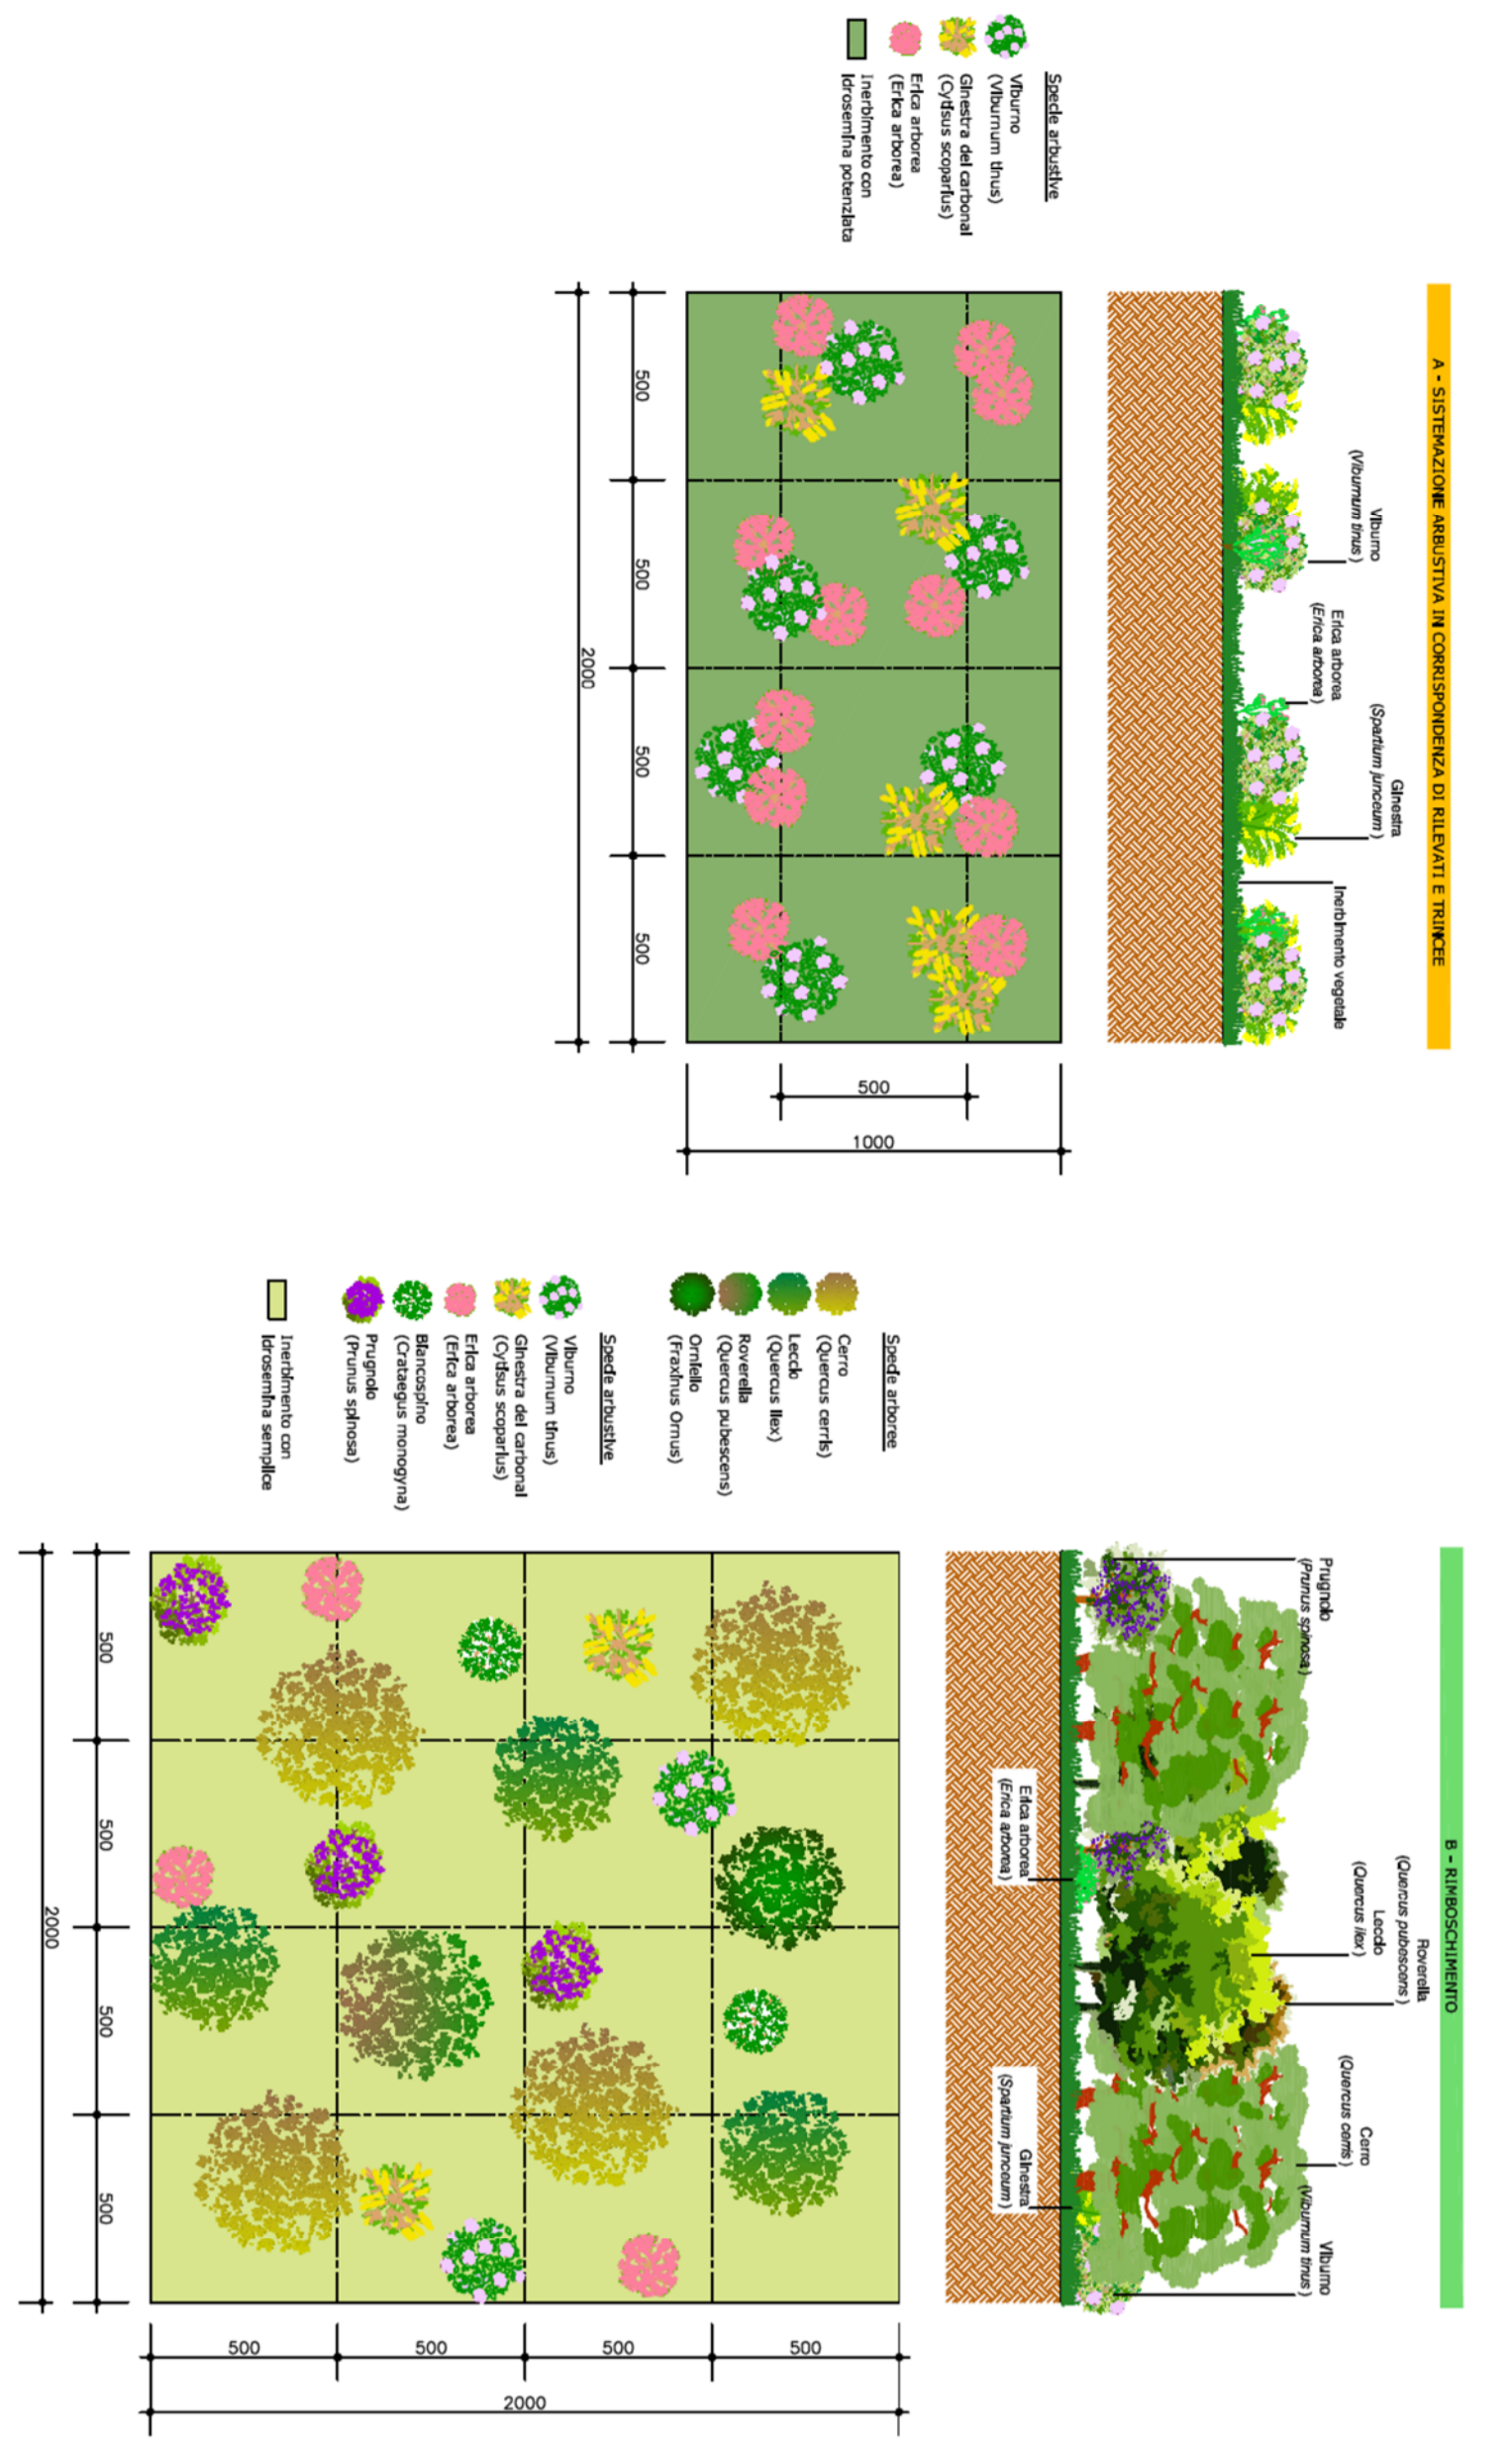 A - SISTEMAZIONE ARBUSTIVA IN CORRISPONDENZA DI RILEVATI E TRINCEE
Viburno
(Viburnum tinus)
Erica arborea
(Erica arborea)
Ginestra
(Spartium junceum)
Inerbimento vegetale
Specie arbustive
Viburno
(Viburnum tinus)
Ginestra dei carbonai
(Cytisus scoparius)
Erica arborea
(Erica arborea)
Inerbimento con
idrosemina potenziata
500
500
500
500
2000
500
1000
B - RIMBOSCHIMENTO
Prugnolo
(Prunus spinosa)
Roverella
(Quercus pubescens)
Leccio
(Quercus ilex)
Cerro
(Quercus cerris)
Viburno
(Viburnum tinus)
Erica arborea
(Erica arborea)
Ginestra
(Spartium junceum)
Specie arboree
Cerro
(Quercus cerris)
Leccio
(Quercus ilex)
Roverella
(Quercus pubescens)
Orniello
(Fraxinus Ornus)
Specie arbustive
Viburno
(Viburnum tinus)
Ginestra dei carbonai
(Cytisus scoparius)
Erica arborea
(Erica arborea)
Biancospino
(Crataegus monogyna)
Prugnolo
(Prunus spinosa)
Inerbimento con
idrosemina semplice
500
500
500
500
2000
500
500
500
500
2000